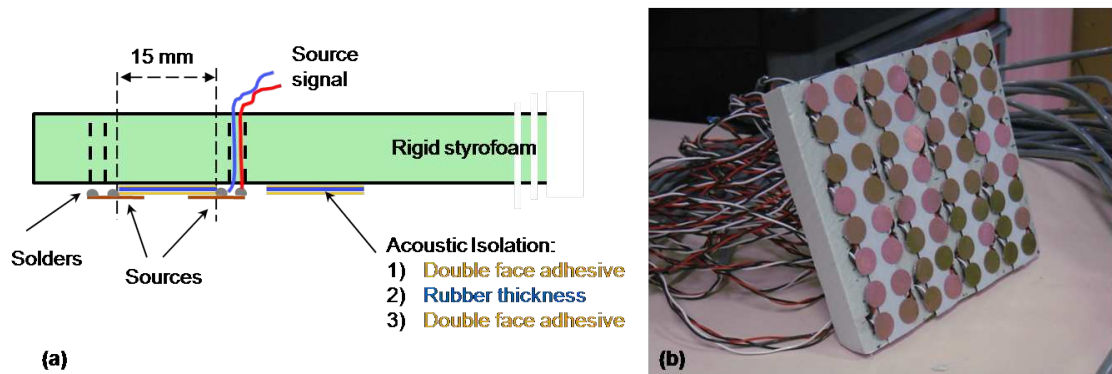 15 mm
Source
signal
Rigid styrofoam
Solders
Sources
Acoustic Isolation:
1) Double face adhesive
2) Rubber thickness
3) Double face adhesive
(a)
(b)